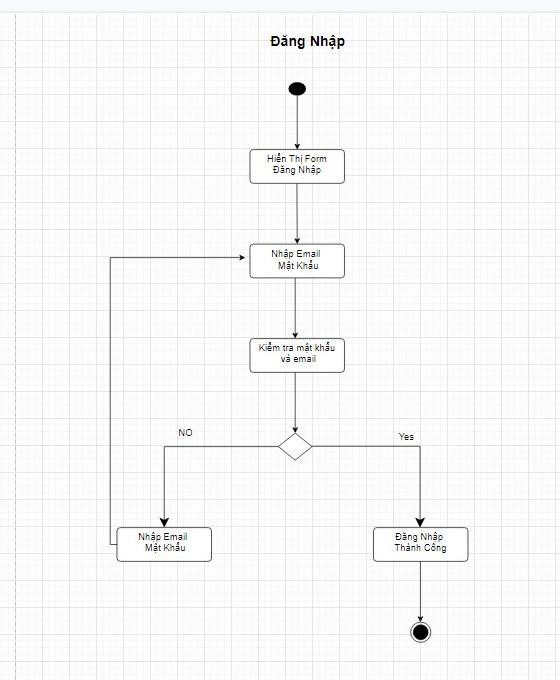 Đăng Nhập
Hiển Thị Form
Đăng Nhập
Nhập Email
Mật Khẩu
Kiểm tra mật khẩu
và email
NO
Yes
Nhập Email
Mật Khẩu
Đăng Nhập
Thành Công